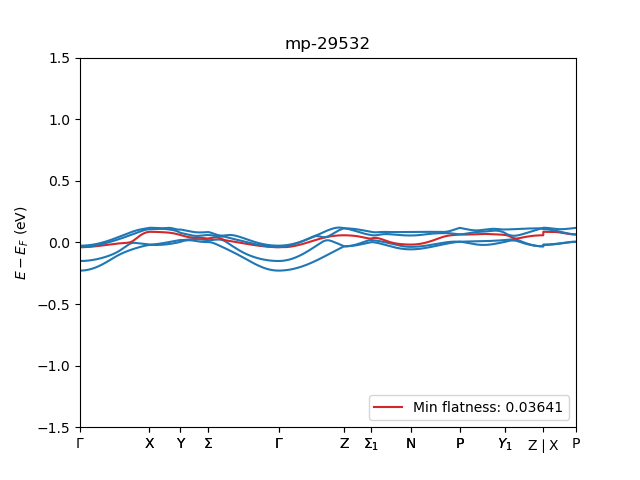 mp-29532
1.5
1.0
0.5
0.0
−0.5
−1.0
−1.5
E − E_F (eV)
Min flatness: 0.03641
Γ X Y Σ Γ Z Σ₁ N P Y₁ Z | X P